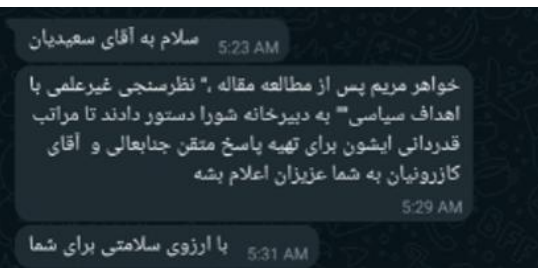 سلام به آقای سعیدیان
5:23 AM
خواهر مریم پس از مطالعه مقاله ،" نظرسنجی غیرعلمی با
اهداف سیاسی"" به دبیرخانه شورا دستور دادند تا مراتب
قدردانی ایشون برای تهیه پاسخ متقن جنابعالی و آقای
کازرونیان به شما عزیزان اعلام بشه
5:29 AM
با ارزوی سلامتی برای شما
5:31 AM